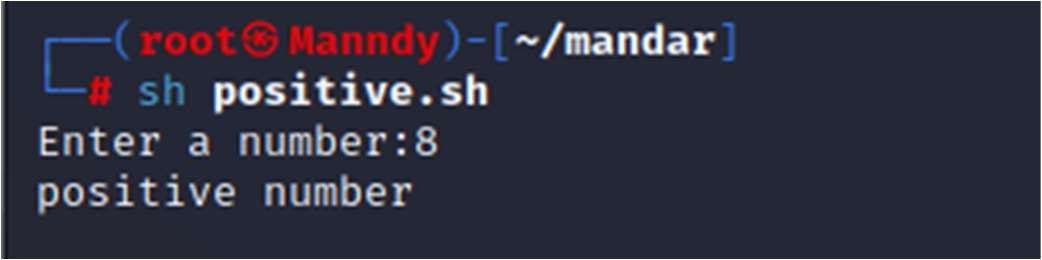 ┌──(root㉿Manndy)-[~/mandar]
└─# sh positive.sh
Enter a number:8
positive number